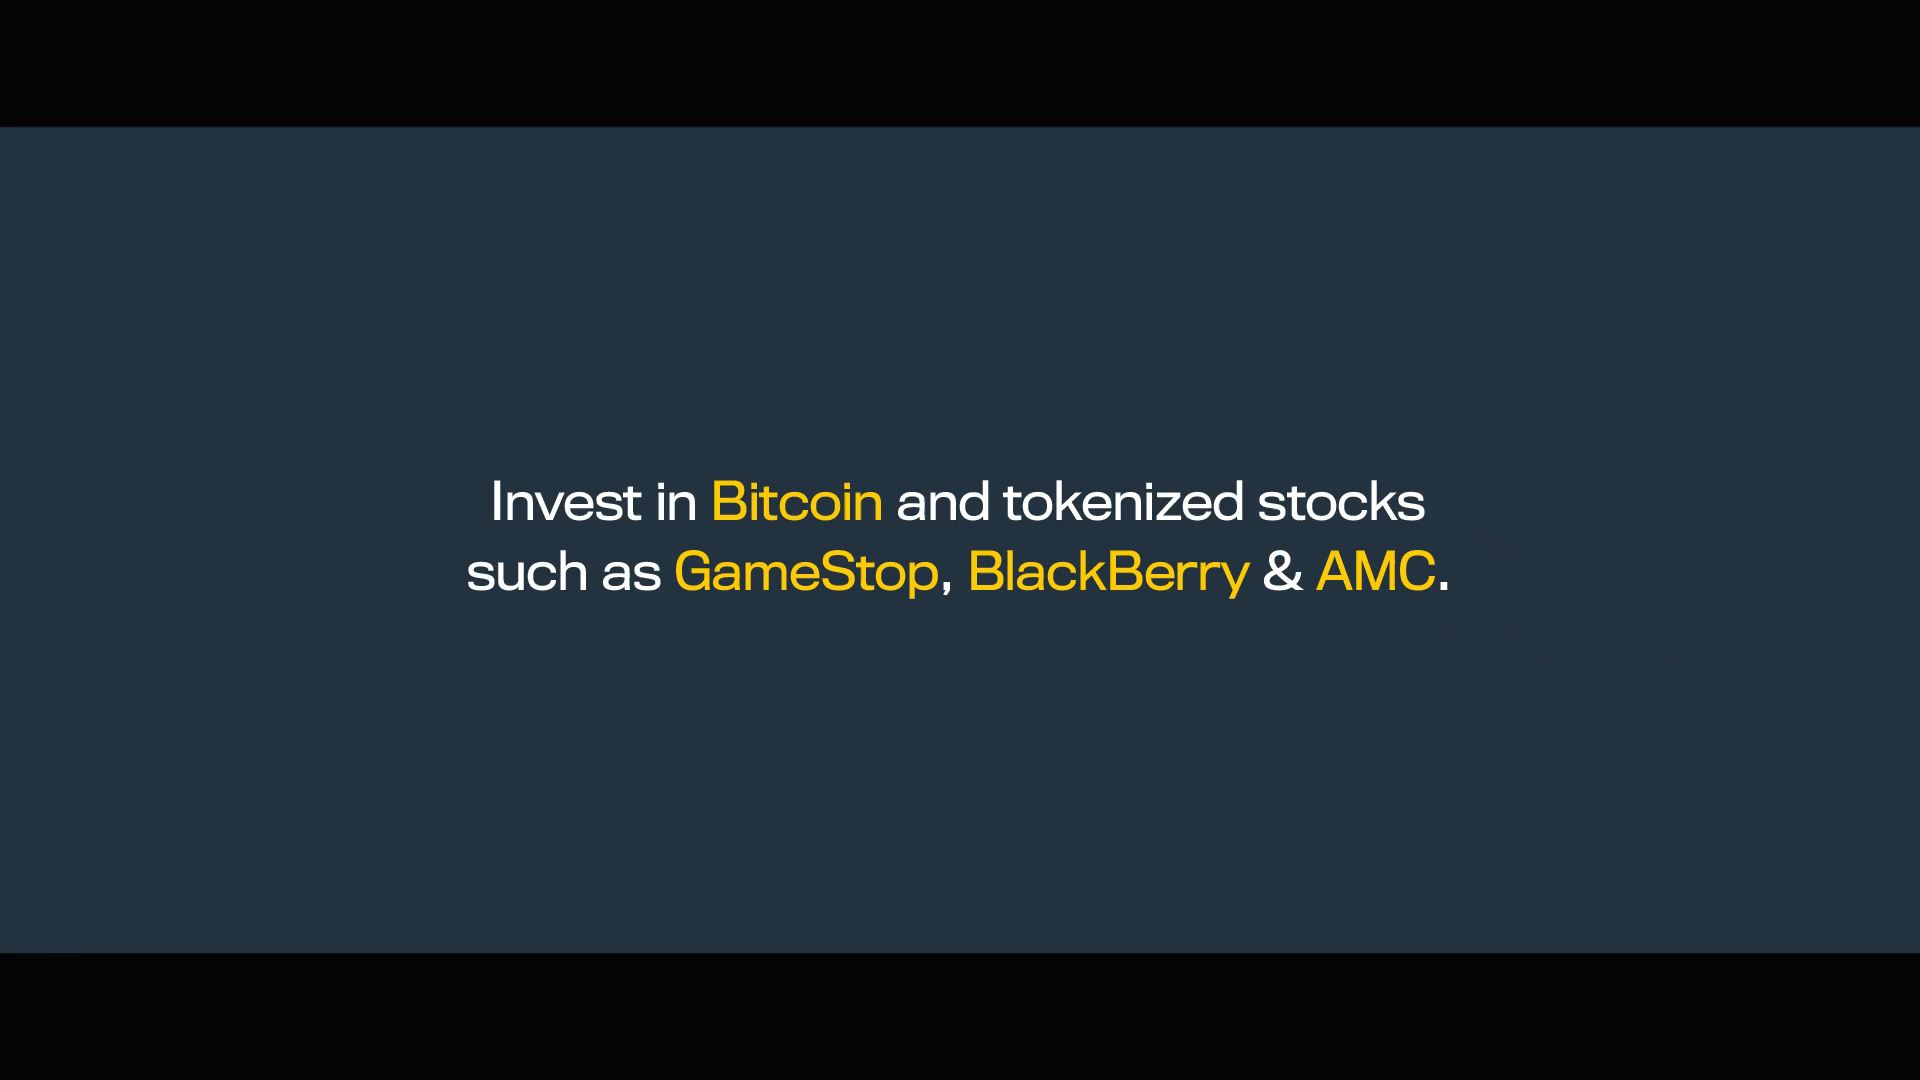 Invest in Bitcoin and tokenized stocks
such as GameStop, BlackBerry & AMC.